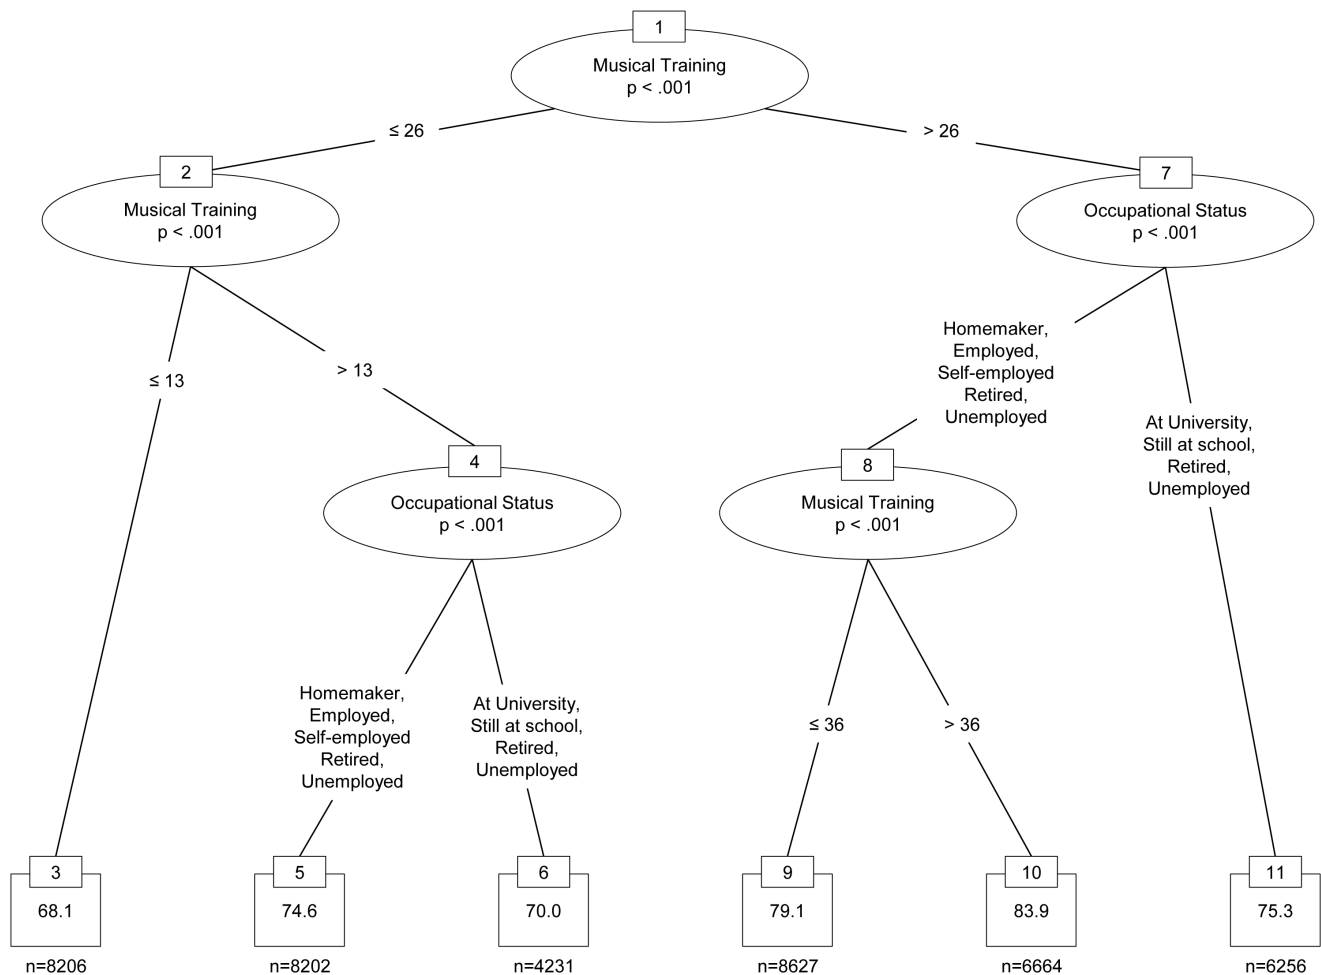 1
Musical Training
p < .001
≤ 26
> 26
2
Musical Training
p < .001
7
Occupational Status
p < .001
≤ 13
> 13
Homemaker,
Employed,
Self-employed
Retired,
Unemployed
At University,
Still at school,
Retired,
Unemployed
4
Occupational Status
p < .001
8
Musical Training
p < .001
Homemaker,
Employed,
Self-employed
Retired,
Unemployed
At University,
Still at school,
Retired,
Unemployed
≤ 36
> 36
3
68.1
n=8206
5
74.6
n=8202
6
70.0
n=4231
9
79.1
n=8627
10
83.9
n=6664
11
75.3
n=6256